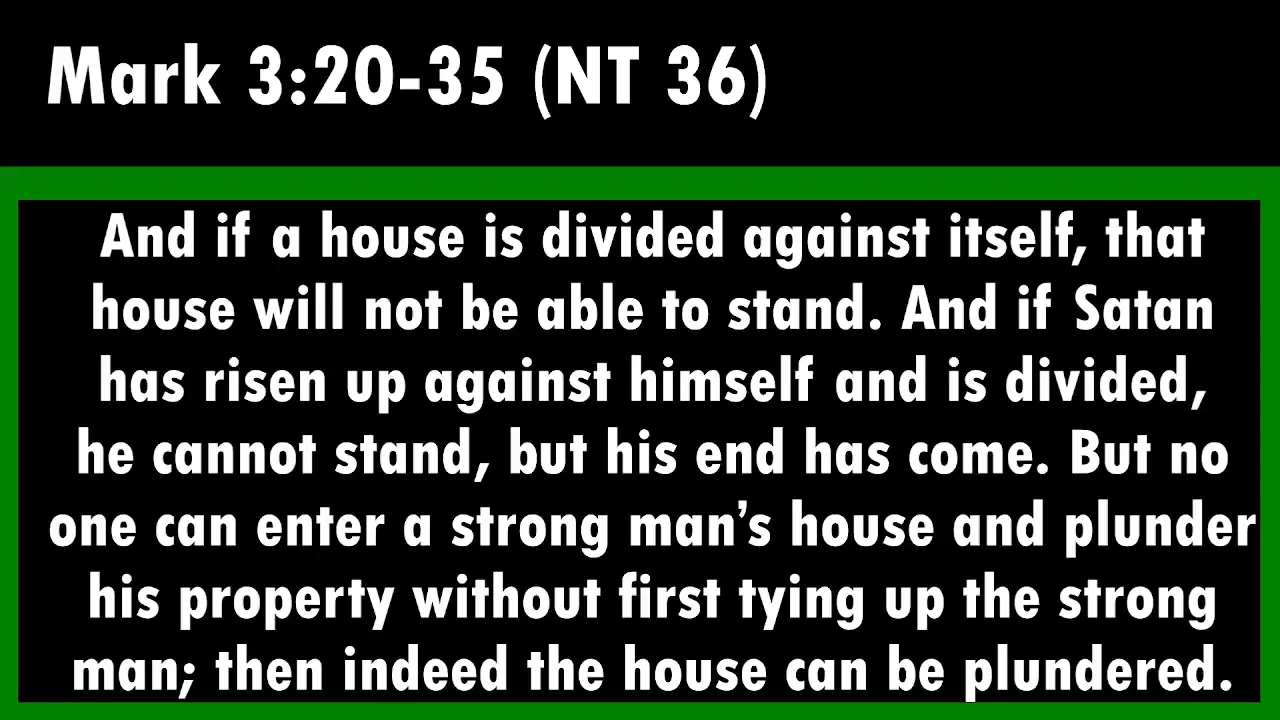 Mark 3:20-35 (NT 36)
And if a house is divided against itself, that
house will not be able to stand. And if Satan
has risen up against himself and is divided,
he cannot stand, but his end has come. But no
one can enter a strong man’s house and plunder
his property without first tying up the strong
man; then indeed the house can be plundered.